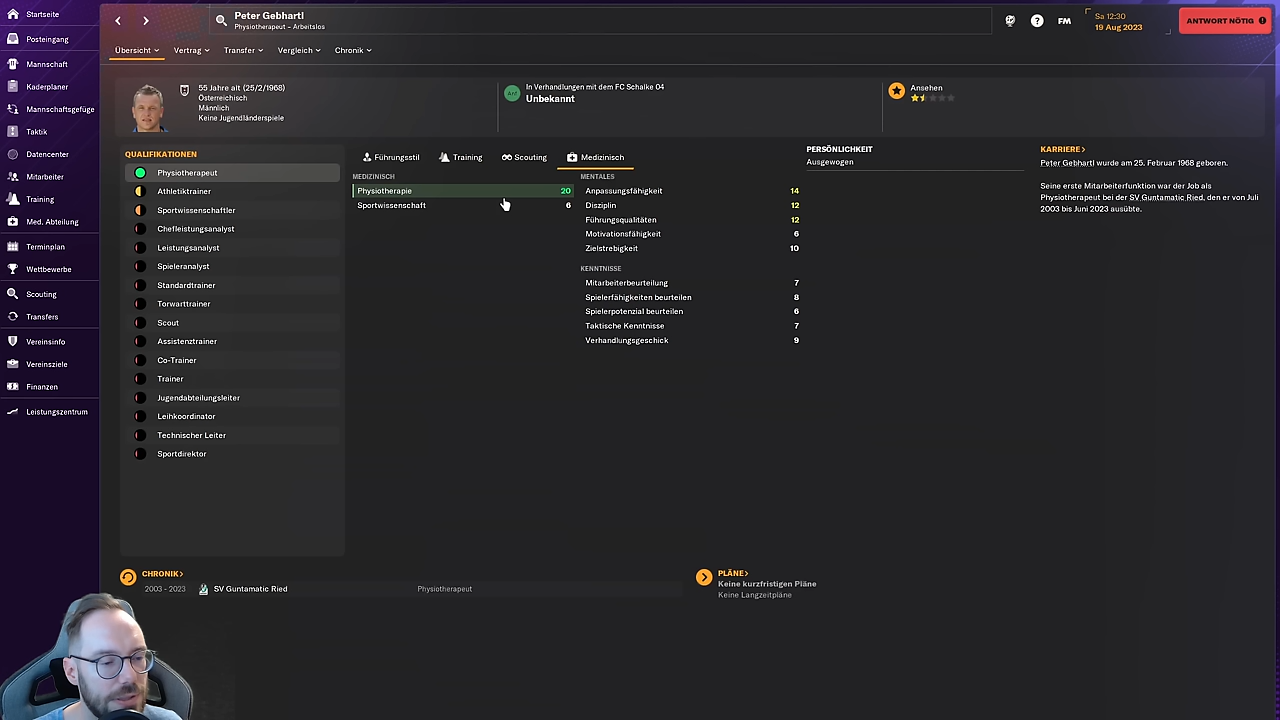 Startseite
Posteingang
Mannschaft
Kaderplaner
Mannschaftsgefüge
Taktik
Datencenter
Mitarbeiter
Training
Med. Abteilung
Terminplan
Wettbewerbe
Scouting
Transfers
Vereinsinfo
Vereinsziele
Finanzen
Leistungszentrum
Peter Gebhartl
Physiotherapeut - Arbeitslos
FM
Sa 12:30
19 Aug 2023
ANTWORT NÖTIG
Übersicht
Vertrag
Transfer
Vergleich
Chronik
55 Jahre alt (25/2/1968)
Österreichisch
Männlich
Keine Jugendländerspiele
Anf
In Verhandlungen mit dem FC Schalke 04
Unbekannt
Ansehen
QUALIFIKATIONEN
Physiotherapeut
Athletiktrainer
Sportwissenschaftler
Chefleistungsanalyst
Leistungsanalyst
Spieleranalyst
Standardtrainer
Torwarttrainer
Scout
Assistenztrainer
Co-Trainer
Trainer
Jugendabteilungsleiter
Leihkoordinator
Technischer Leiter
Sportdirektor
Führungsstil
Training
Scouting
Medizinisch
MEDIZINISCH
Physiotherapie 20
Sportwissenschaft 6
MENTALES
Anpassungsfähigkeit 14
Disziplin 12
Führungsqualitäten 12
Motivationsfähigkeit 6
Zielstrebigkeit 10
KENNTNISSE
Mitarbeiterbeurteilung 7
Spielerfähigkeiten beurteilen 8
Spielerpotenzial beurteilen 6
Taktische Kenntnisse 7
Verhandlungsgeschick 9
PERSÖNLICHKEIT
Ausgewogen
KARRIERE>
Peter Gebhartl wurde am 25. Februar 1968 geboren.
Seine erste Mitarbeiterfunktion war der Job als
Physiotherapeut bei der SV Guntamatic Ried, den er von Juli
2003 bis Juni 2023 ausübte.
CHRONIK>
2003 - 2023 SV Guntamatic Ried Physiotherapeut
PLÄNE>
Keine kurzfristigen Pläne
Keine Langzeitpläne